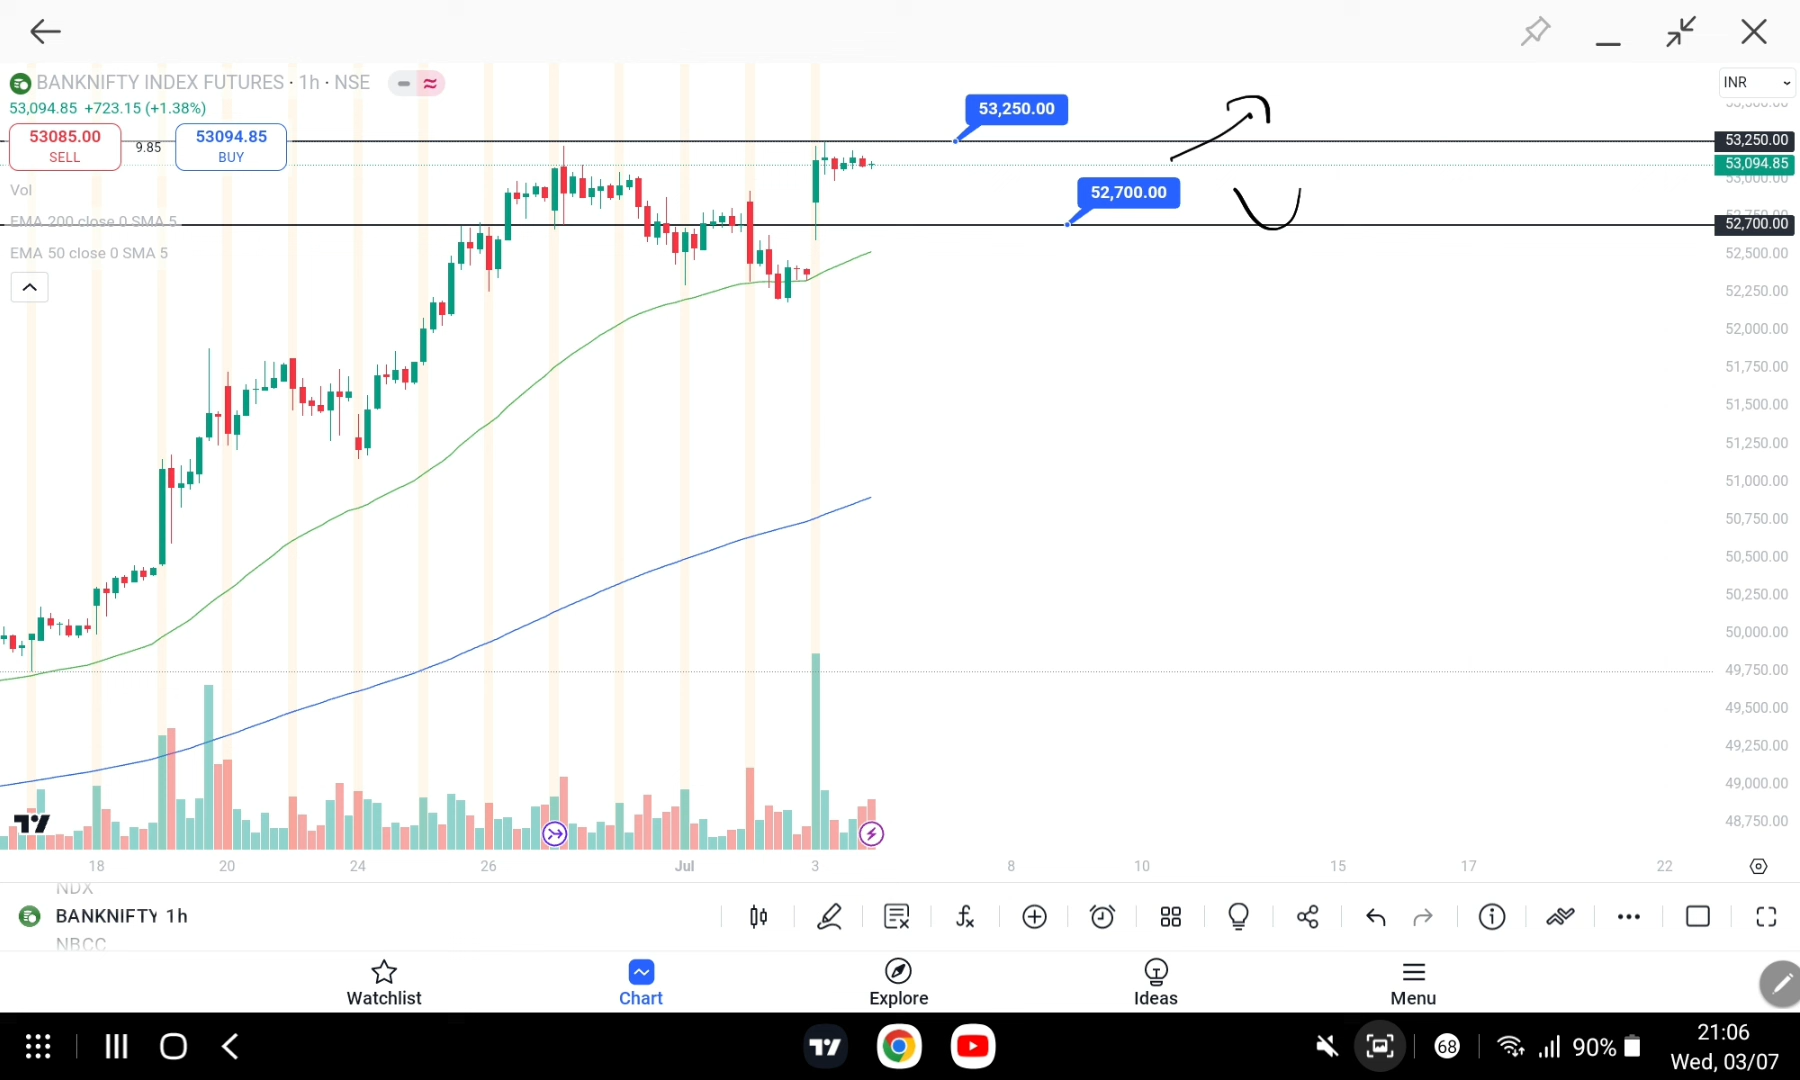 BANKNIFTY INDEX FUTURES · 1h · NSE
53,094.85 +723.15 (+1.38%)
53085.00
SELL
9.85
53094.85
BUY
Vol
EMA 200 close 0 SMA 5
EMA 50 close 0 SMA 5
53,250.00
52,700.00
INR
53,250.00
53,094.85
53,000.00
52,700.00
52,500.00
52,250.00
52,000.00
51,750.00
51,500.00
51,250.00
51,000.00
50,750.00
50,500.00
50,250.00
50,000.00
49,750.00
49,500.00
49,250.00
49,000.00
48,750.00
18 20 24 26 Jul 3 8 10 15 17 22
NDX
BANKNIFTY 1h
NBCC
Watchlist Chart Explore Ideas Menu
68 90% 21:06
Wed, 03/07